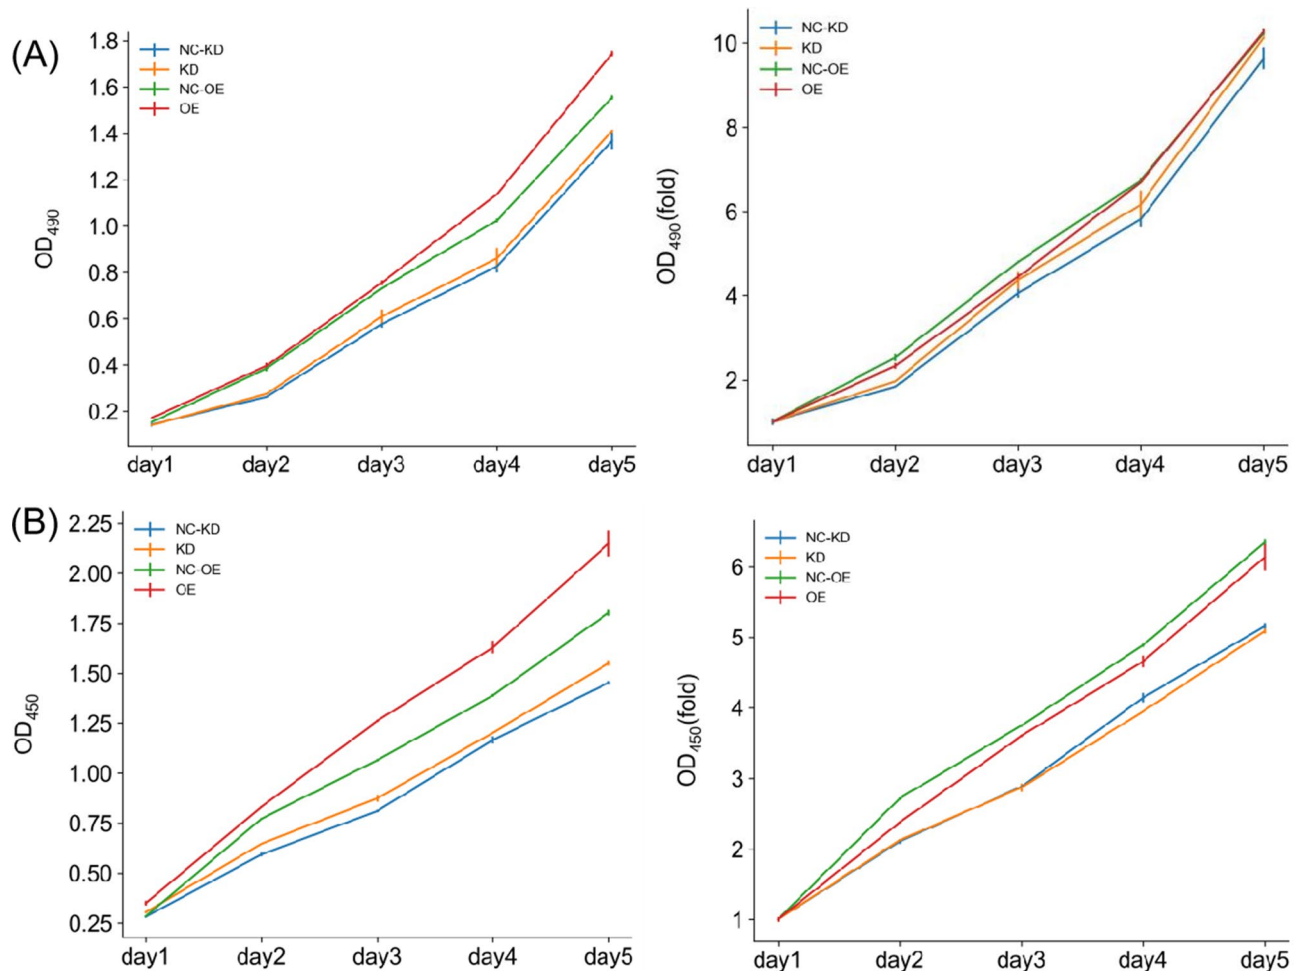 (A)
1.8
1.6
1.4
1.2
1.0
0.8
0.6
0.4
0.2
OD490
NC-KD
KD
NC-OE
OE
day1 day2 day3 day4 day5
10
8
6
4
2
OD490(fold)
NC-KD
KD
NC-OE
OE
day1 day2 day3 day4 day5
(B)
2.25
2.00
1.75
1.50
1.25
1.00
0.75
0.50
0.25
OD450
NC-KD
KD
NC-OE
OE
day1 day2 day3 day4 day5
6
5
4
3
2
1
OD450(fold)
NC-KD
KD
NC-OE
OE
day1 day2 day3 day4 day5